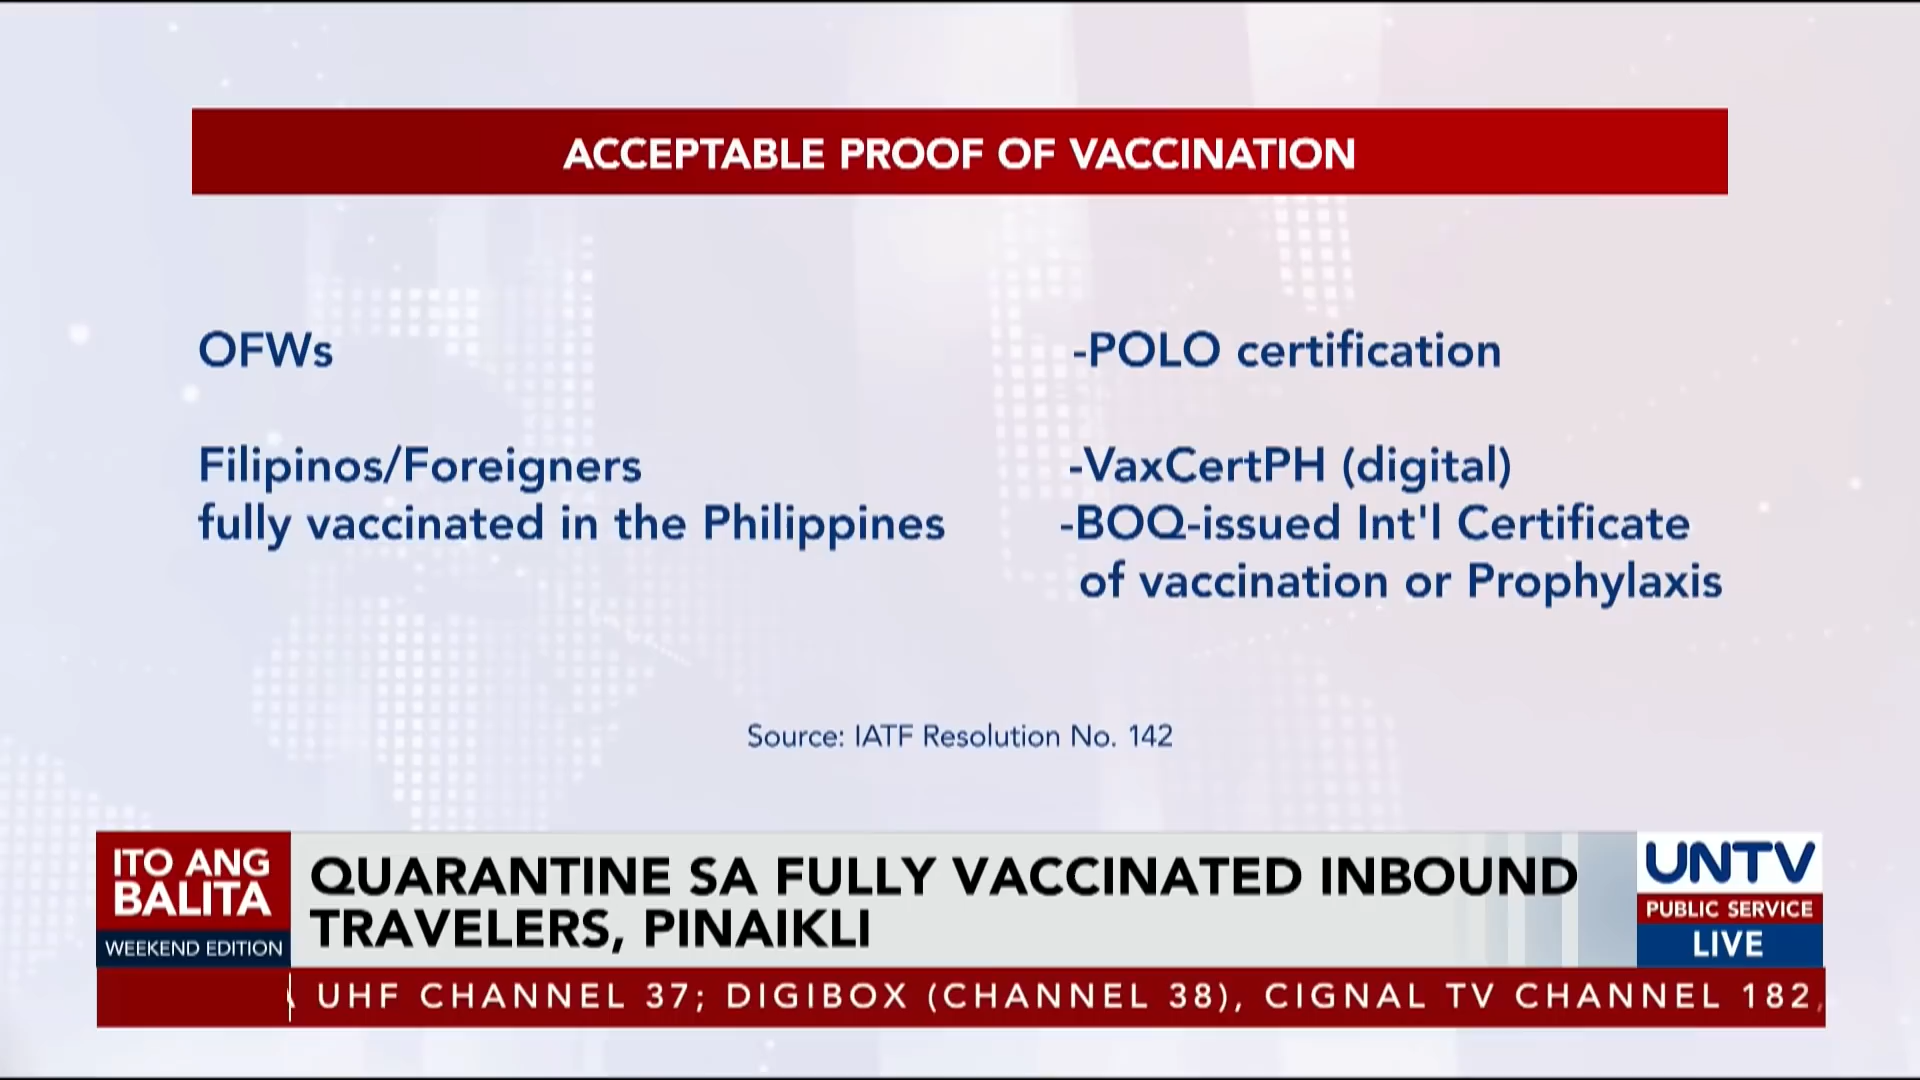 ACCEPTABLE PROOF OF VACCINATION
OFWs
-POLO certification
Filipinos/Foreigners
fully vaccinated in the Philippines
-VaxCertPH (digital)
-BOQ-issued Int'l Certificate
of vaccination or Prophylaxis
Source: IATF Resolution No. 142
ITO ANG
BALITA
WEEKEND EDITION
QUARANTINE SA FULLY VACCINATED INBOUND
TRAVELERS, PINAIKLI
UNTV
PUBLIC SERVICE
LIVE
UHF CHANNEL 37; DIGIBOX (CHANNEL 38), CIGNAL TV CHANNEL 182,